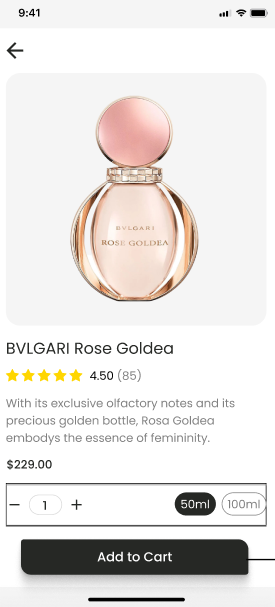 9:41
BVLGARI
ROSE GOLDEA
BVLGARI Rose Goldea
4.50 (85)
With its exclusive olfactory notes and its
precious golden bottle, Rosa Goldea
embodys the essence of femininity.
$229.00
− 1 + 50ml 100ml
Add to Cart